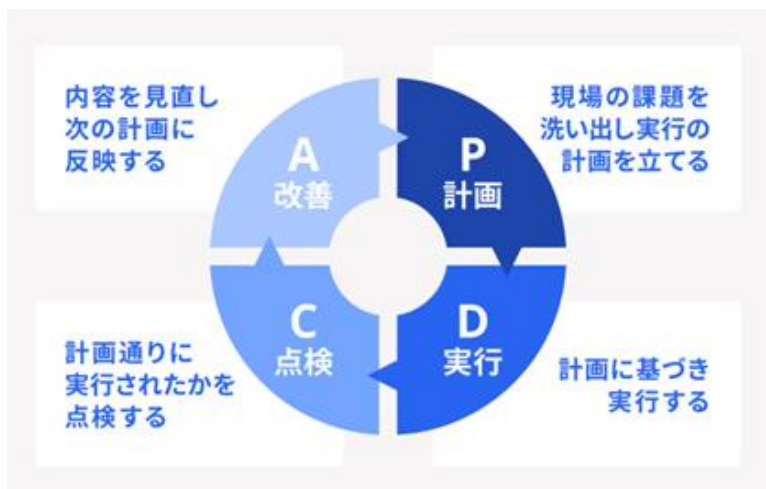 内容を見直し
次の計画に
反映する
A
改善
P
計画
現場の課題を
洗い出し実行の
計画を立てる
計画通りに
実行されたかを
点検する
C
点検
D
実行
計画に基づき
実行する